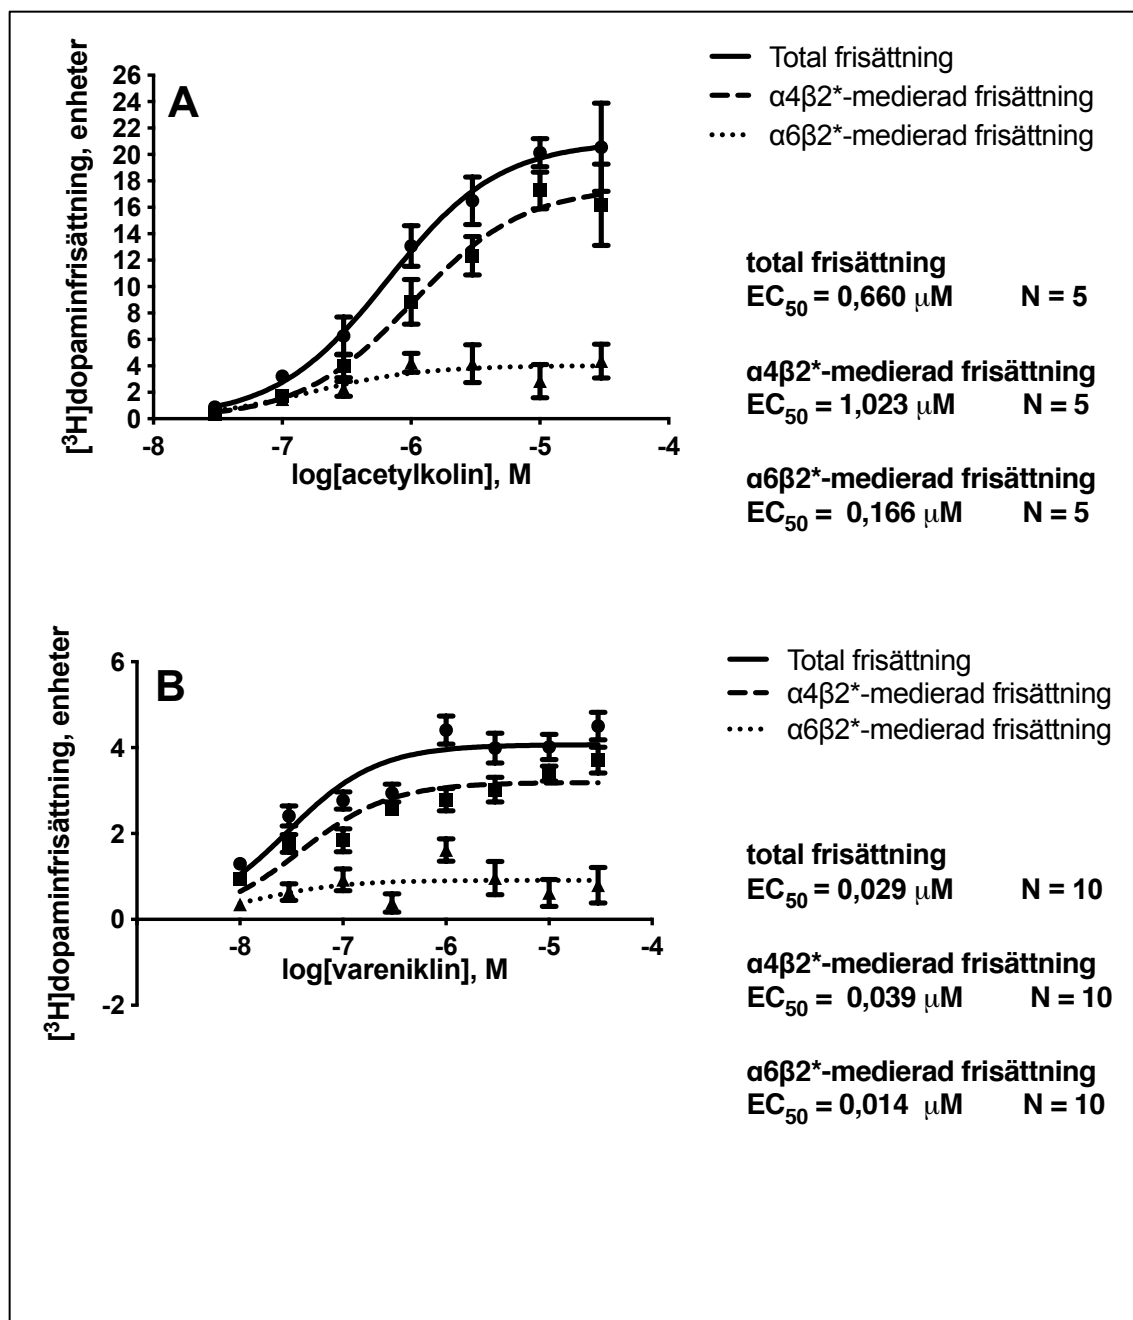 A
[³H]dopaminfrisättning, enheter
26
24
22
20
18
16
14
12
10
8
6
4
2
0
-8
-7
-6
-5
-4
log[acetylkolin], M
Total frisättning
α4β2*-medierad frisättning
α6β2*-medierad frisättning
total frisättning
EC₅₀ = 0,660 μM N = 5
α4β2*-medierad frisättning
EC₅₀ = 1,023 μM N = 5
α6β2*-medierad frisättning
EC₅₀ = 0,166 μM N = 5
B
[³H]dopaminfrisättning, enheter
6
4
2
0
-2
-8
-7
-6
-5
-4
log[vareniklin], M
Total frisättning
α4β2*-medierad frisättning
α6β2*-medierad frisättning
total frisättning
EC₅₀ = 0,029 μM N = 10
α4β2*-medierad frisättning
EC₅₀ = 0,039 μM N = 10
α6β2*-medierad frisättning
EC₅₀ = 0,014 μM N = 10